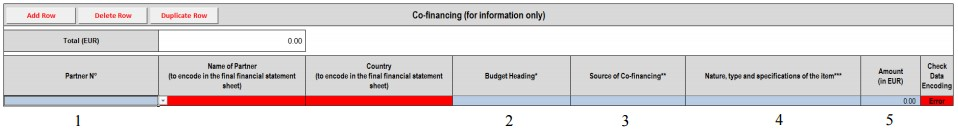 Add Row Delete Row Duplicate Row Co-financing (for information only)
Total (EUR) 0.00
Partner N° Name of Partner (to encode in the final financial statement sheet) Country (to encode in the final financial statement sheet) Budget Heading* Source of Co-financing** Nature, type and specifications of the item*** Amount (in EUR) Check Data Encoding
0.00 Error
1 2 3 4 5